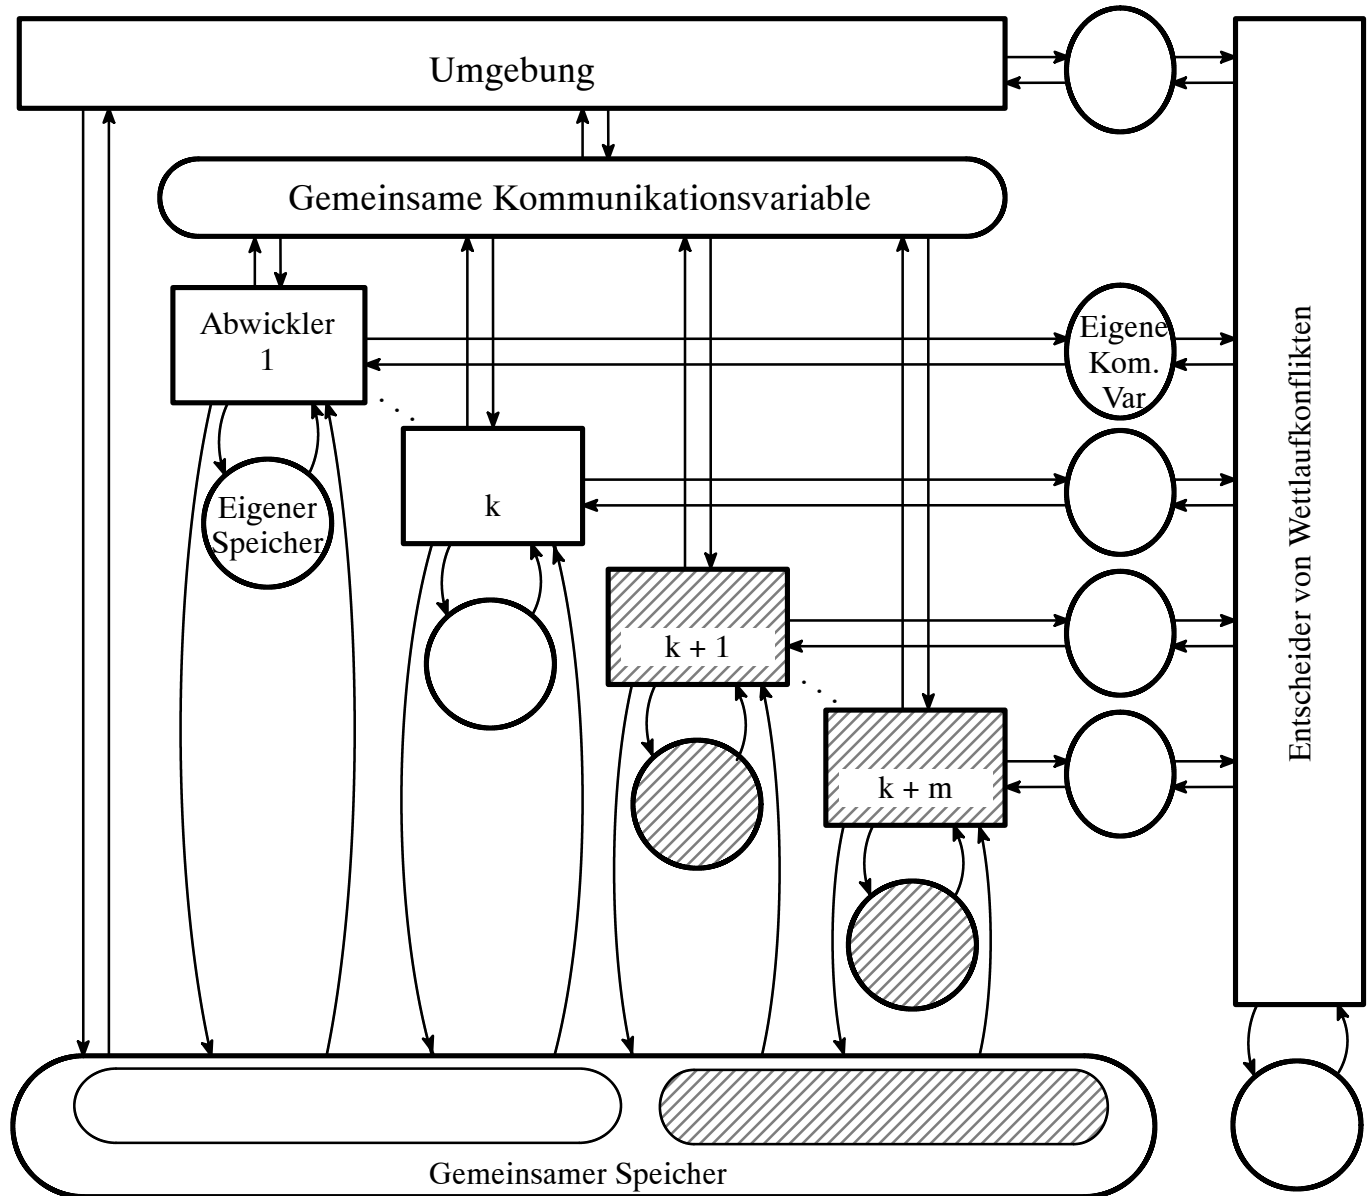 Umgebung
Gemeinsame Kommunikationsvariable
Abwickler
1
Eigene
Kom.
Var
Eigener
Speicher
k
k + 1
k + m
Entscheider von Wettlaufkonflikten
Gemeinsamer Speicher